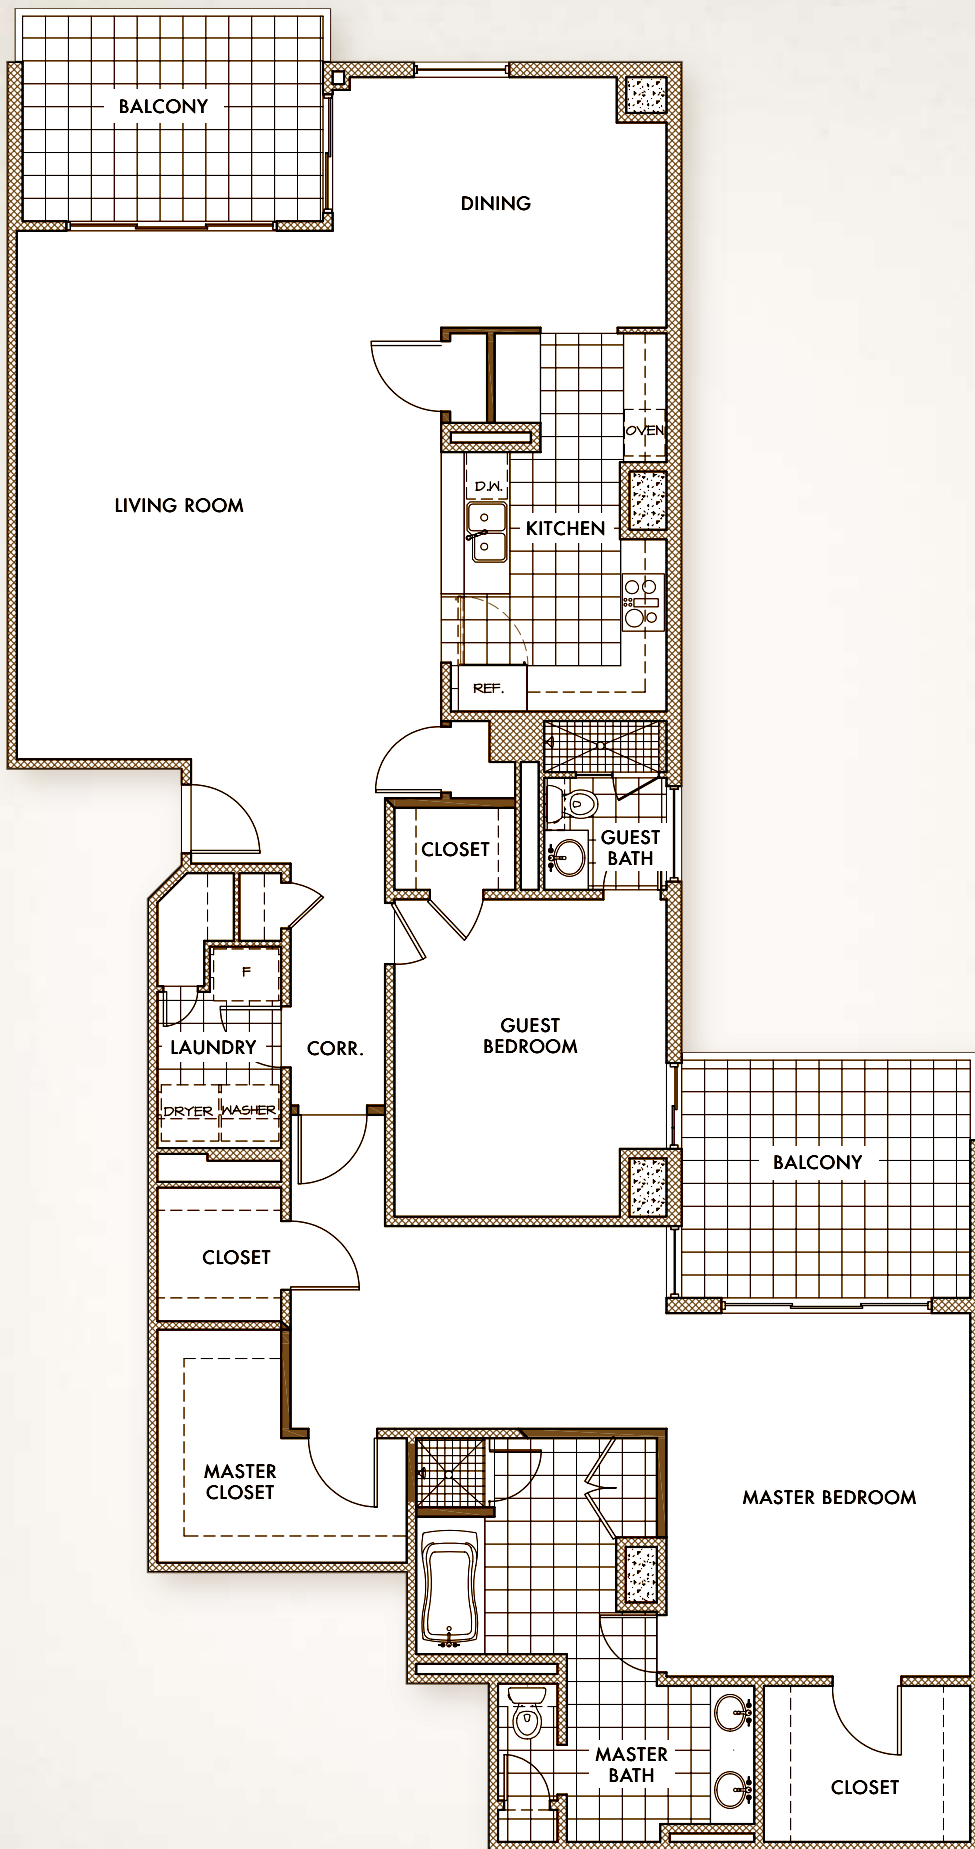 BALCONY
DINING
OVEN
D.W.
LIVING ROOM
KITCHEN
REF.
GUEST
BATH
CLOSET
F
GUEST
BEDROOM
LAUNDRY
CORR.
DRYER
WASHER
BALCONY
CLOSET
MASTER
CLOSET
MASTER BEDROOM
MASTER
BATH
CLOSET